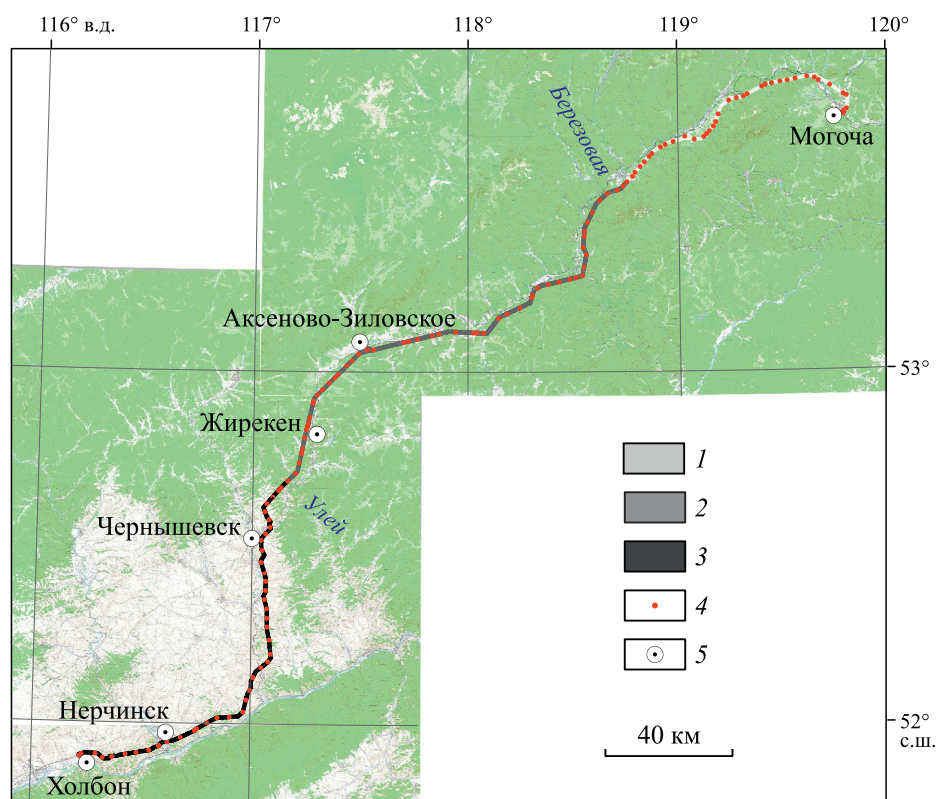 116° в.д.
117°
118°
119°
120°
Березовая
Могоча
Аксеново-Зиловское
53°
Жирекен
1
Улей
2
Чернышевск
3
4
5
Нерчинск
52°
с.ш.
40 км
Холбон